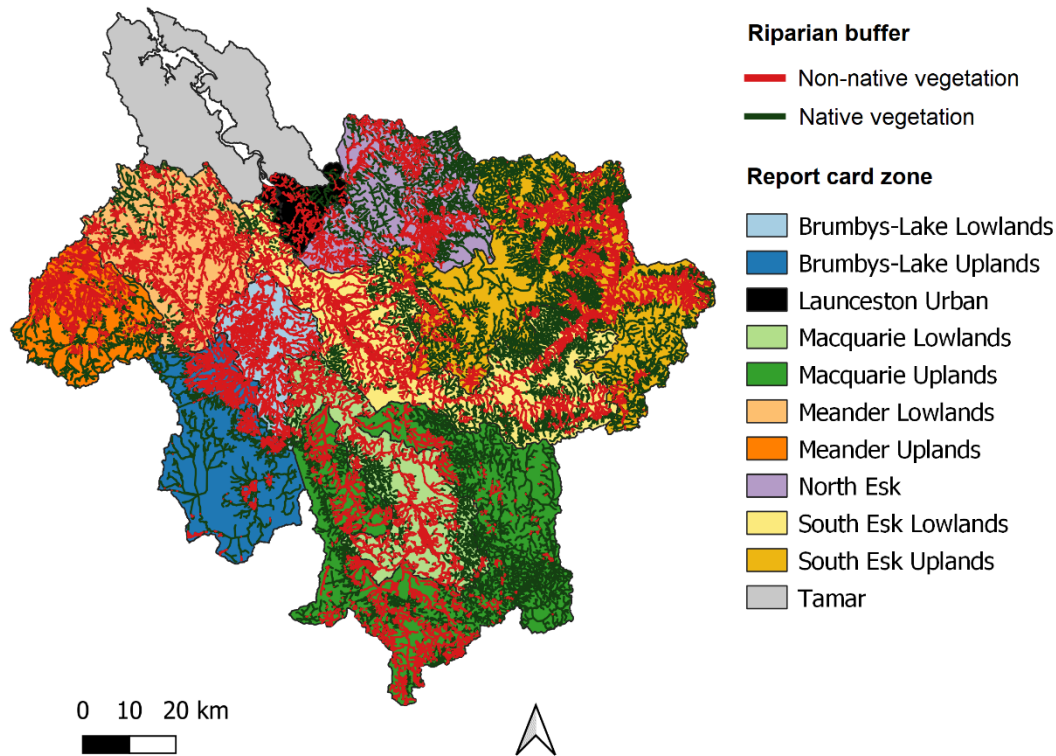 Riparian buffer
Non-native vegetation
Native vegetation
Report card zone
Brumbys-Lake Lowlands
Brumbys-Lake Uplands
Launceston Urban
Macquarie Lowlands
Macquarie Uplands
Meander Lowlands
Meander Uplands
North Esk
South Esk Lowlands
South Esk Uplands
Tamar
0 10 20 km